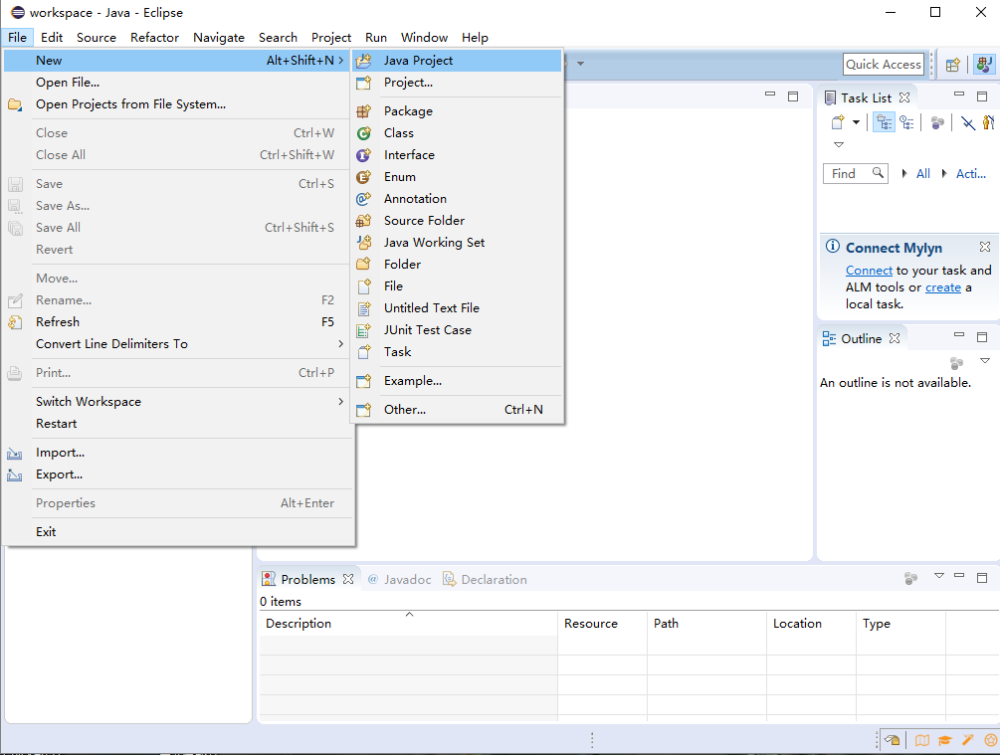 workspace - Java - Eclipse
File Edit Source Refactor Navigate Search Project Run Window Help
New Alt+Shift+N
Open File...
Open Projects from File System...
Close Ctrl+W
Close All Ctrl+Shift+W
Save Ctrl+S
Save As...
Save All Ctrl+Shift+S
Revert
Move...
Rename... F2
Refresh F5
Convert Line Delimiters To
Print... Ctrl+P
Switch Workspace
Restart
Import...
Export...
Properties Alt+Enter
Exit
Java Project
Project...
Package
Class
Interface
Enum
Annotation
Source Folder
Java Working Set
Folder
File
Untitled Text File
JUnit Test Case
Task
Example...
Other... Ctrl+N
Quick Access
Task List
Find All Acti...
Connect Mylyn
Connect to your task and
ALM tools or create a
local task.
Outline
An outline is not available.
Problems @ Javadoc Declaration
0 items
Description Resource Path Location Type